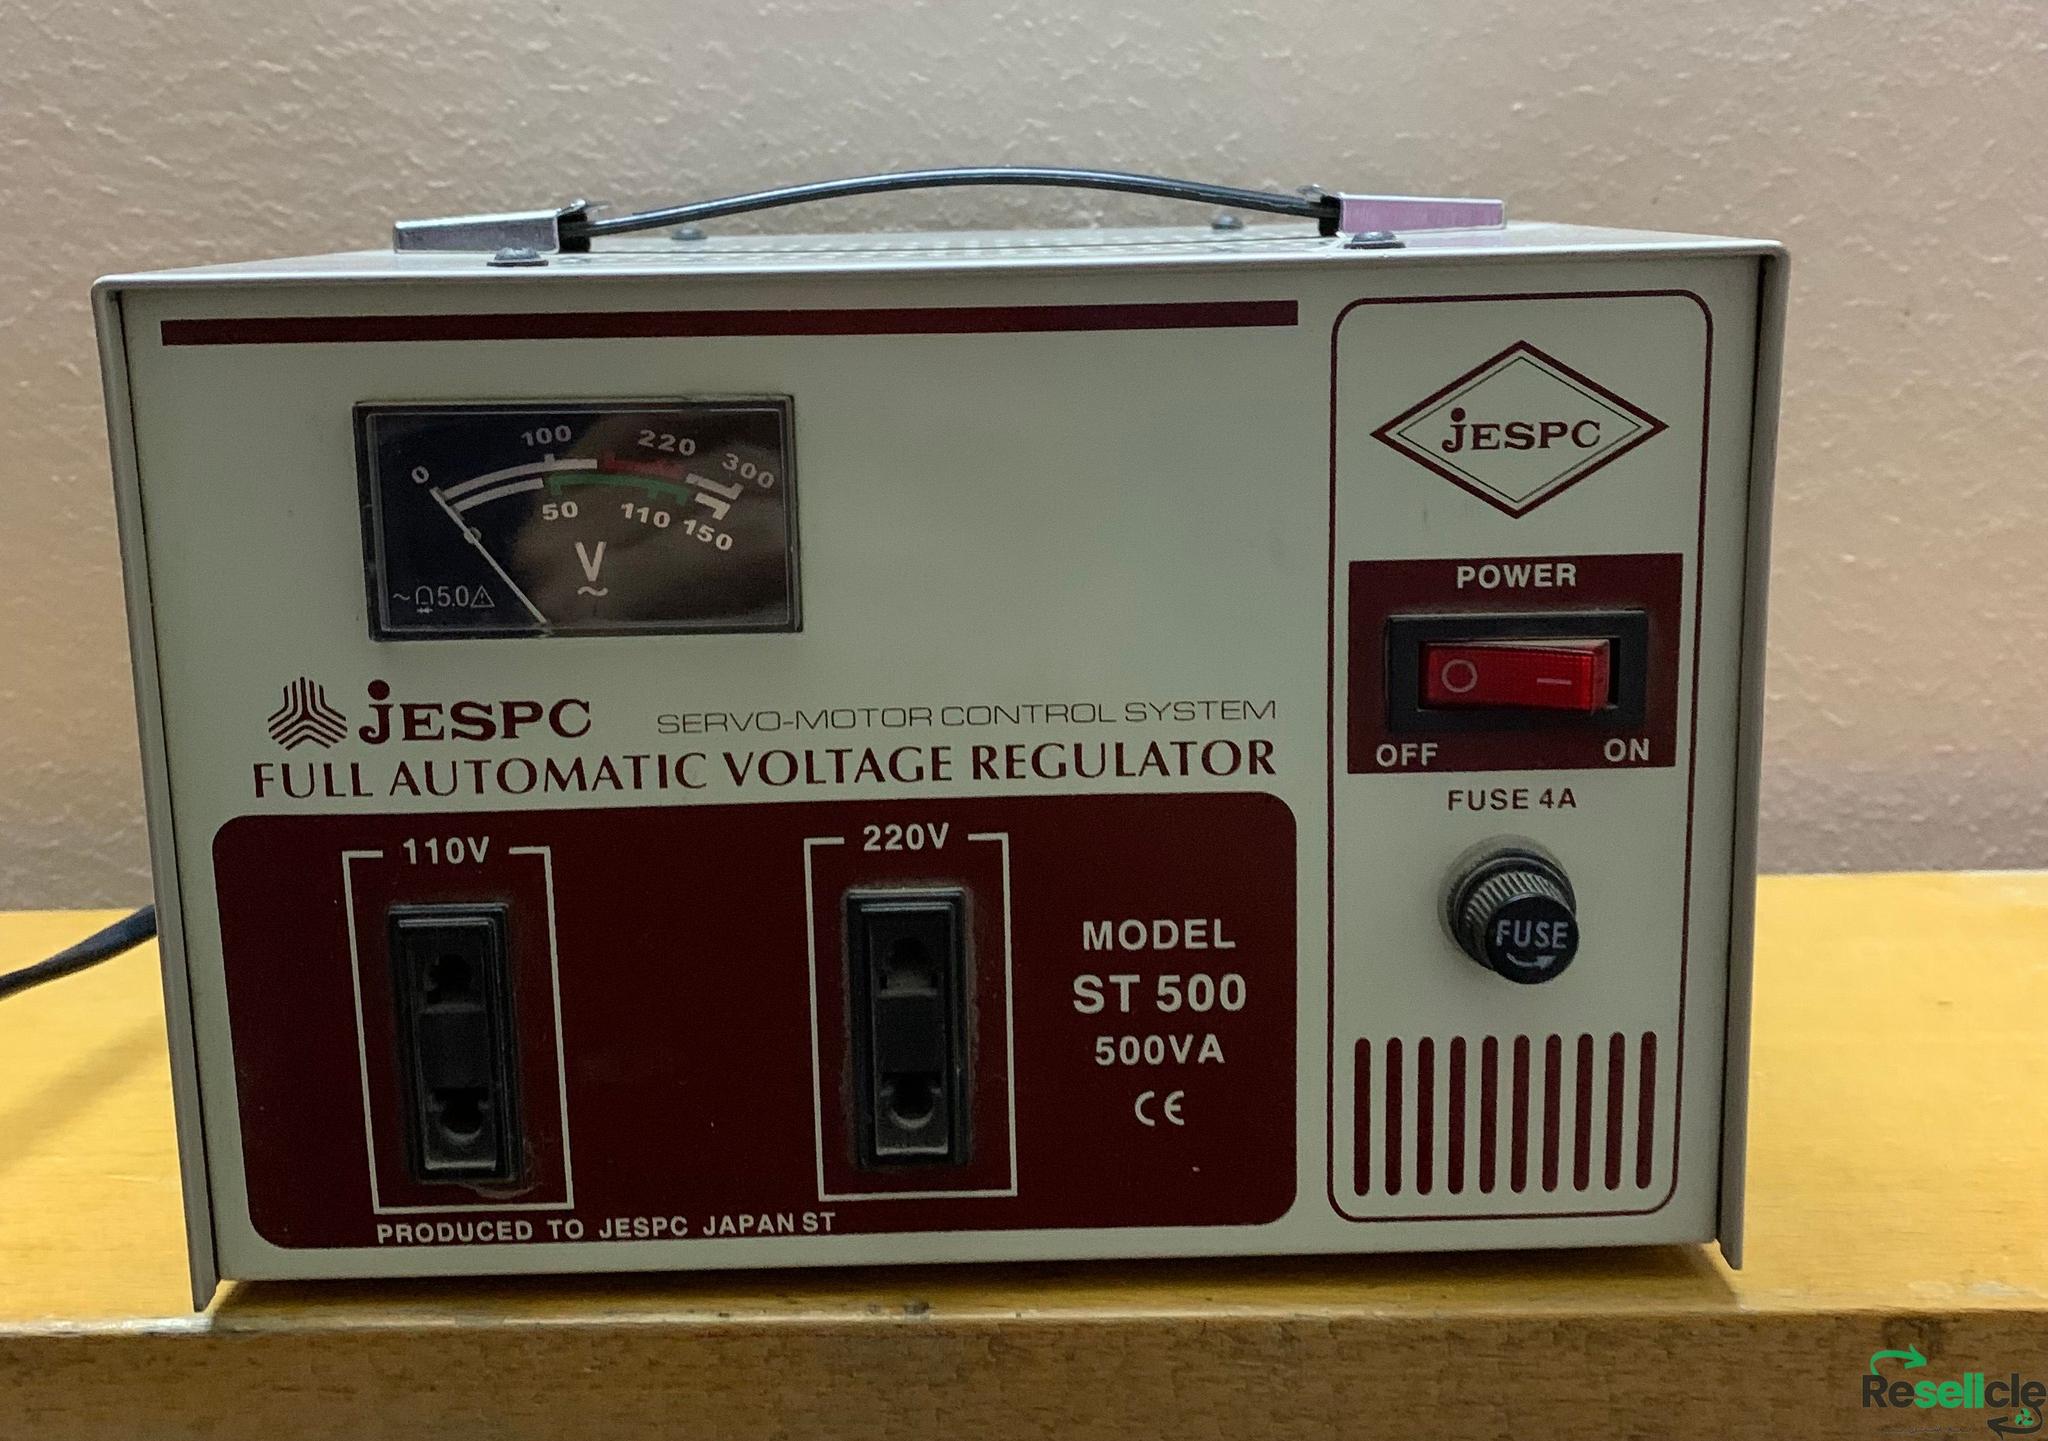 0 100 220 300
50 110 150
V
~
~ 5.0
JESPC
POWER
OFF ON
FUSE 4A
FUSE
JESPC SERVO-MOTOR CONTROL SYSTEM
FULL AUTOMATIC VOLTAGE REGULATOR
110V
220V
MODEL
ST 500
500VA
CE
PRODUCED TO JESPC JAPAN ST
Resellcle